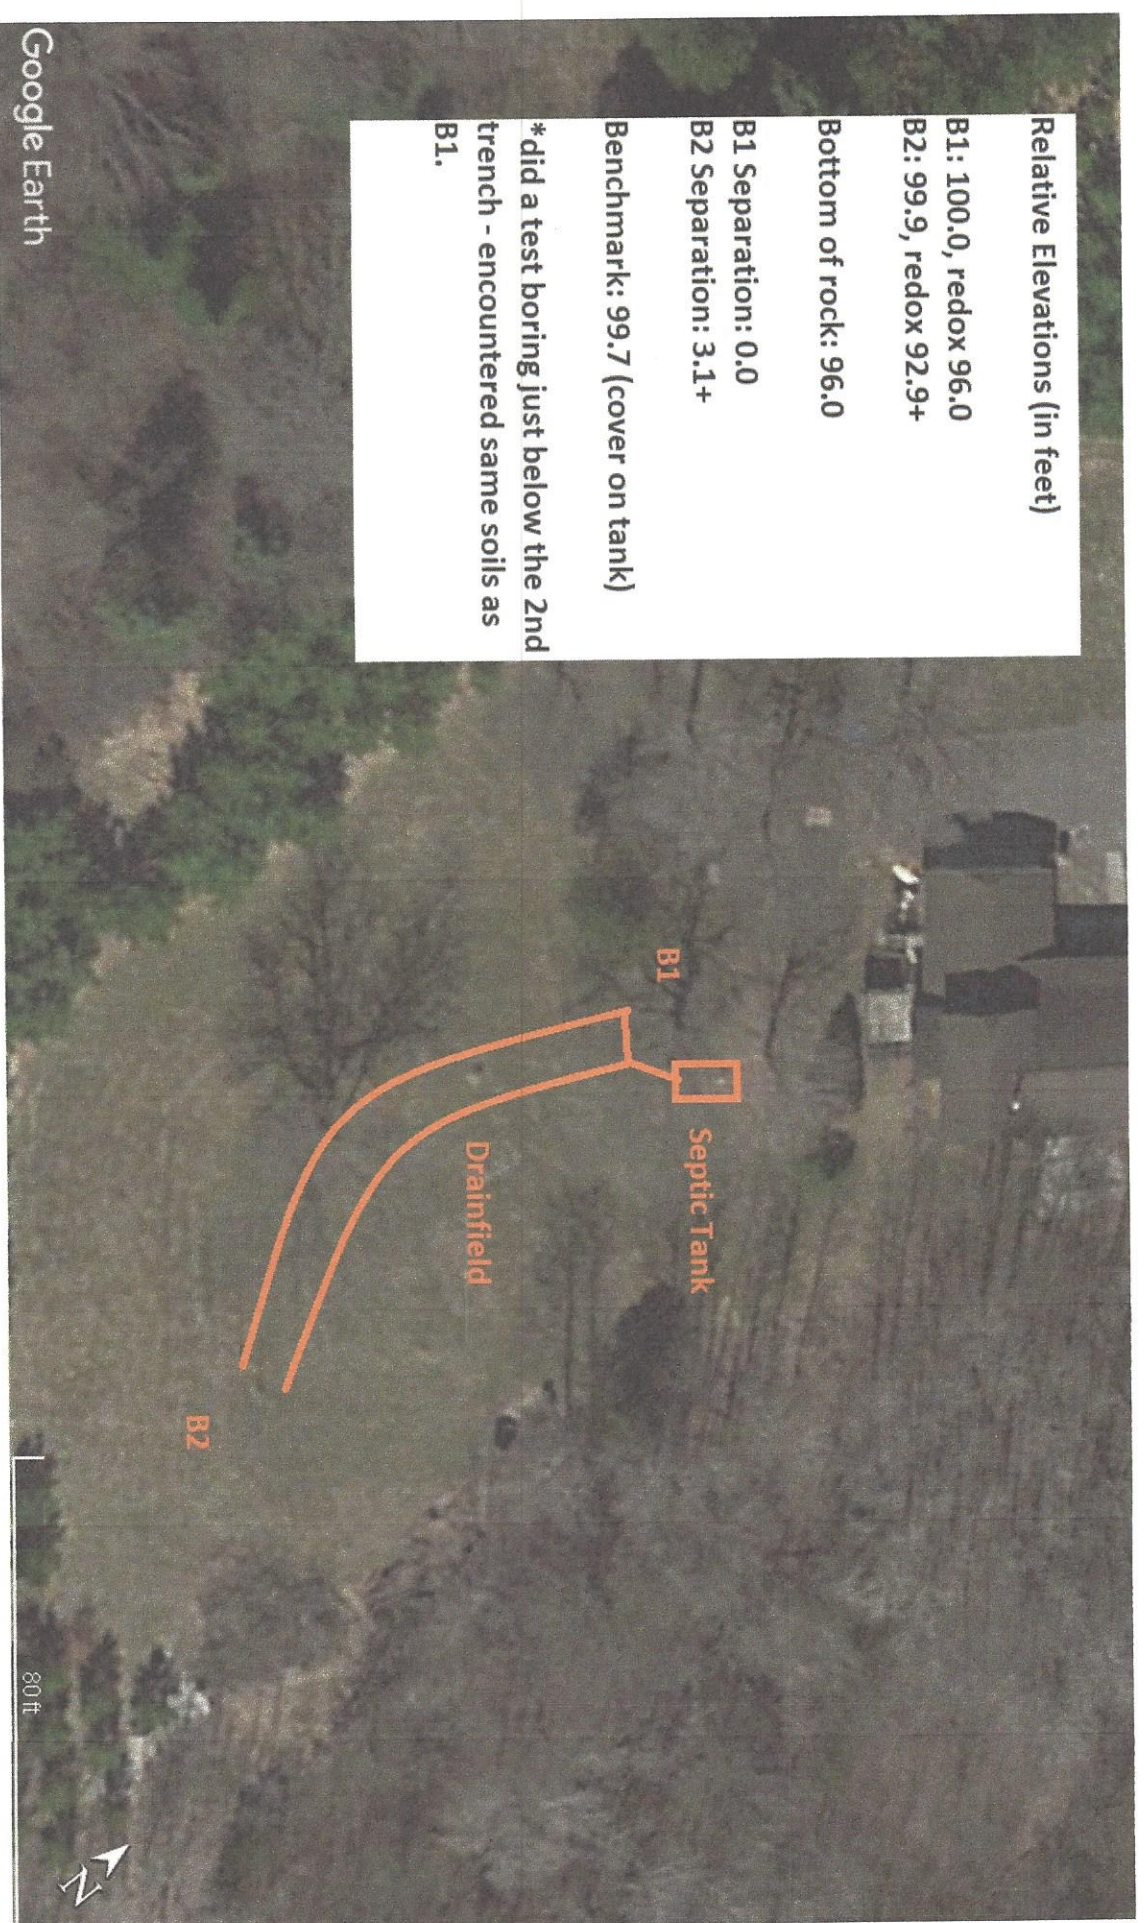 Relative Elevations (in feet)
B1: 100.0, redox 96.0
B2: 99.9, redox 92.9+
Bottom of rock: 96.0
B1 Separation: 0.0
B2 Separation: 3.1+
Benchmark: 99.7 (cover on tank)
*did a test boring just below the 2nd
trench - encountered same soils as
B1.
B1
Septic Tank
Drainfield
B2
Google Earth
80 ft
N